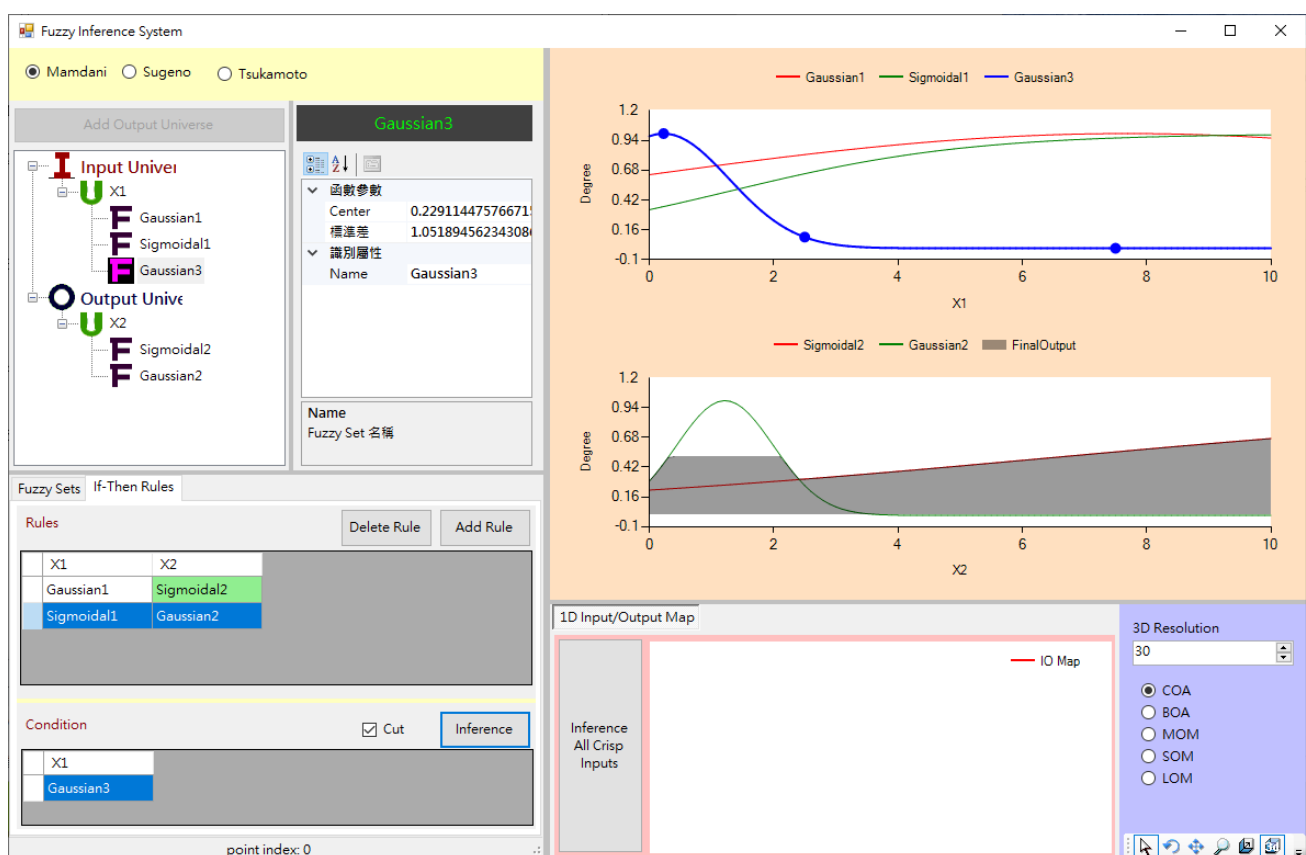 Fuzzy Inference System
Mamdani Sugeno Tsukamoto
Add Output Universe
Input Univer
X1
Gaussian1
Sigmoidal1
Gaussian3
Output Unive
X2
Sigmoidal2
Gaussian2
Gaussian3
函數參數
Center 0.22911447576671
標準差 1.051894562343086
識別屬性
Name Gaussian3
Name
Fuzzy Set 名稱
Fuzzy Sets If-Then Rules
Rules Delete Rule Add Rule
X1 X2
Gaussian1 Sigmoidal2
Sigmoidal1 Gaussian2
Condition Cut Inference
X1
Gaussian3
point index: 0
Gaussian1 Sigmoidal1 Gaussian3
1.2
0.94
0.68
0.42
0.16
-0.1
Degree
0 2 4 6 8 10
X1
Sigmoidal2 Gaussian2 FinalOutput
1.2
0.94
0.68
0.42
0.16
-0.1
Degree
0 2 4 6 8 10
X2
1D Input/Output Map
Inference
All Crisp
Inputs
IO Map
3D Resolution
30
COA
BOA
MOM
SOM
LOM